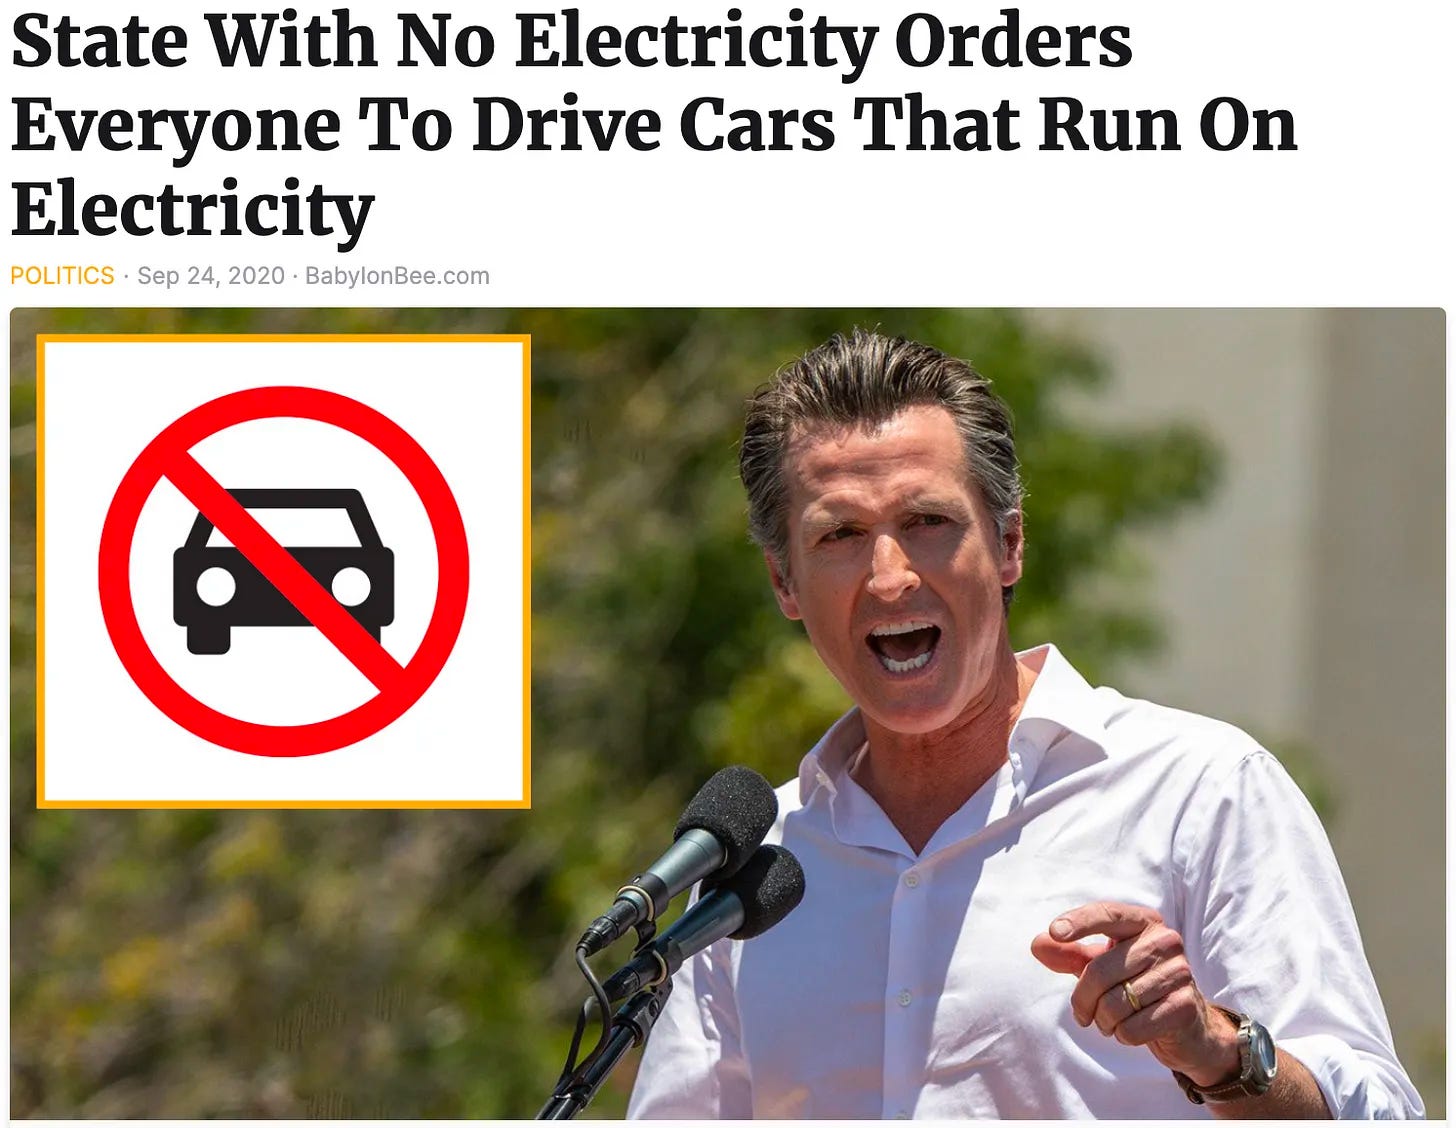 State With No Electricity Orders
Everyone To Drive Cars That Run On
Electricity
POLITICS · Sep 24, 2020 · BabylonBee.com